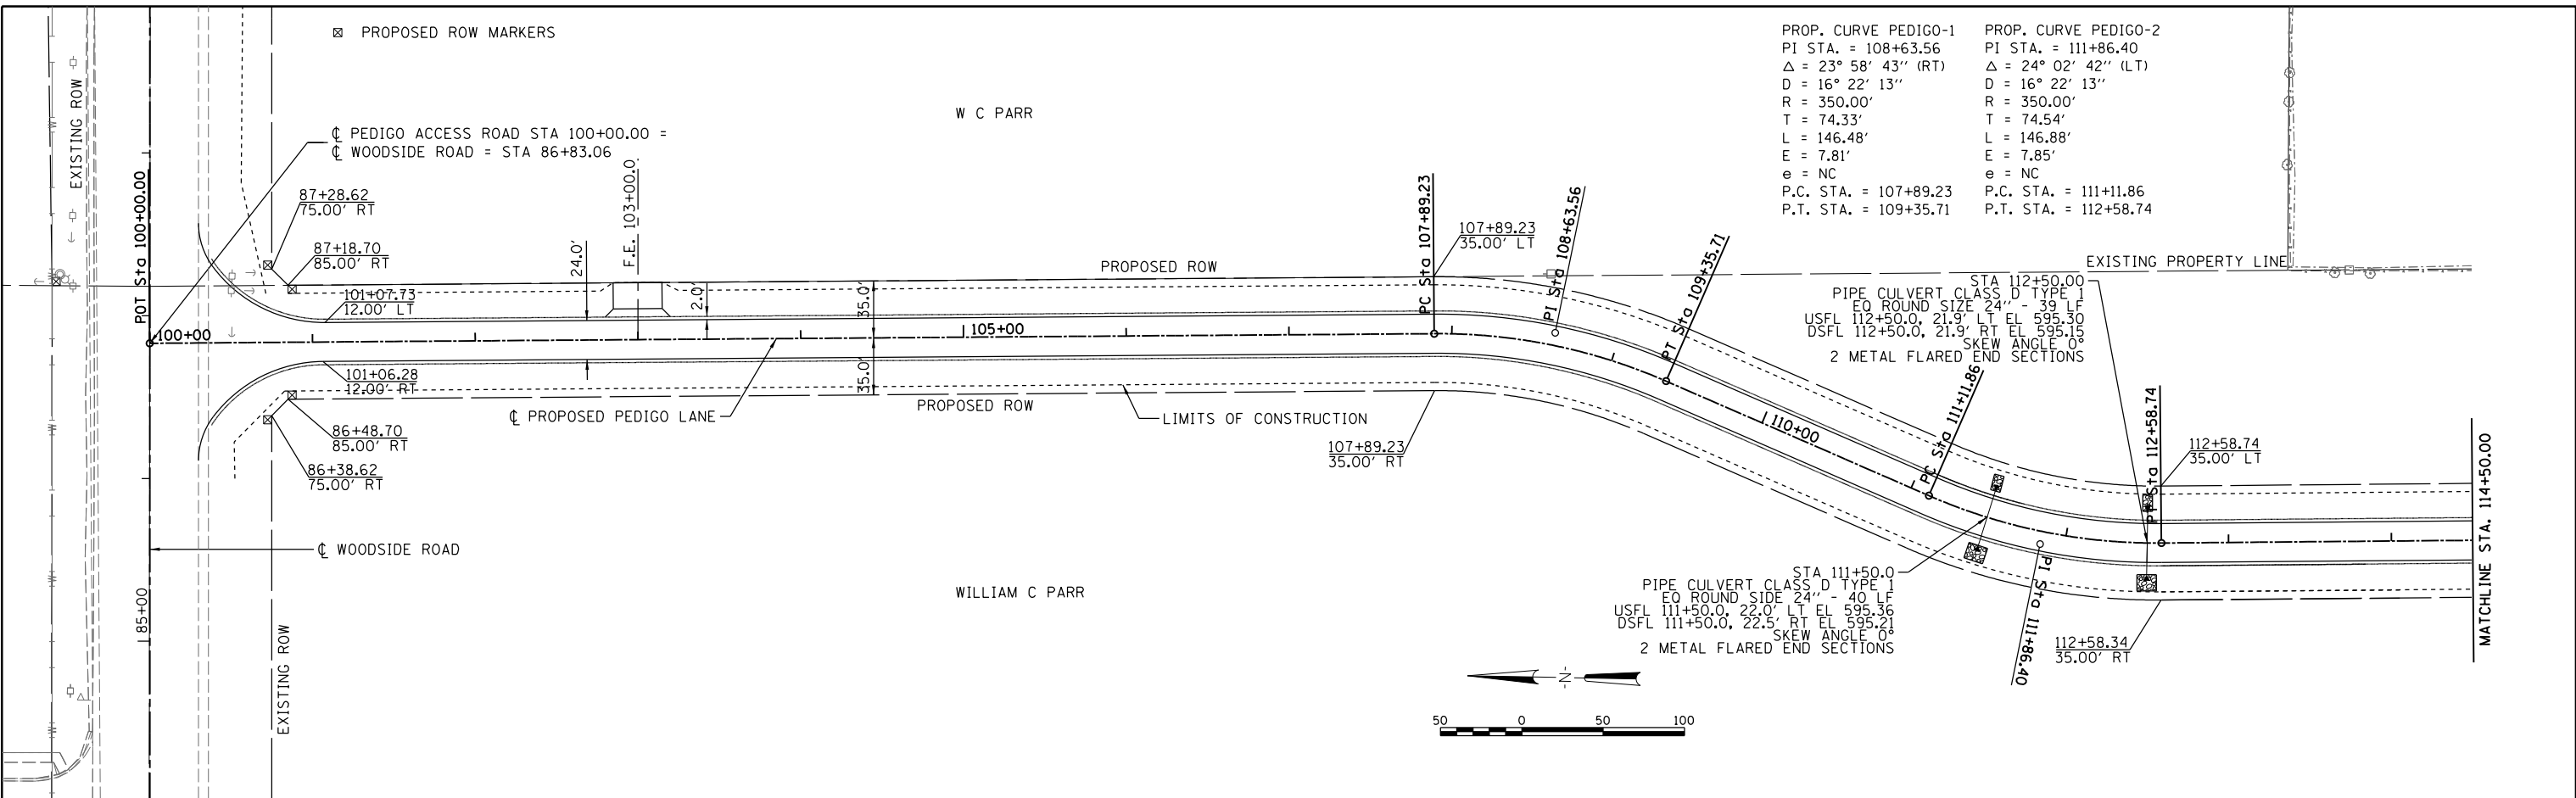 PROPOSED ROW MARKERS
EXISTING ROW
W C PARR
℄ PEDIGO ACCESS ROAD STA 100+00.00 =
℄ WOODSIDE ROAD = STA 86+83.06
PROP. CURVE PEDIGO-1
PI STA. = 108+63.56
△ = 23° 58' 43'' (RT)
D = 16° 22' 13''
R = 350.00'
T = 74.33'
L = 146.48'
E = 7.81'
e = NC
P.C. STA. = 107+89.23
P.T. STA. = 109+35.71
PROP. CURVE PEDIGO-2
PI STA. = 111+86.40
△ = 24° 02' 42'' (LT)
D = 16° 22' 13''
R = 350.00'
T = 74.54'
L = 146.88'
E = 7.85'
e = NC
P.C. STA. = 111+11.86
P.T. STA. = 112+58.74
POT Sta 100+00.00
87+28.62
75.00' RT
87+18.70
85.00' RT
101+07.73
12.00' LT
24.0'
F.E. 103+00.0
2.0'
35.0'
35.0'
PROPOSED ROW
PC Sta 107+89.23
107+89.23
35.00' LT
PI Sta 108+63.56
PT Sta 109+35.71
EXISTING PROPERTY LINE
STA 112+50.00
PIPE CULVERT CLASS D TYPE 1
EQ ROUND SIZE 24'' - 39 LF
USFL 112+50.0, 21.9' LT EL 595.30
DSFL 112+50.0, 21.9' RT EL 595.15
SKEW ANGLE 0°
2 METAL FLARED END SECTIONS
100+00
105+00
101+06.28
12.00' RT
86+48.70
85.00' RT
86+38.62
75.00' RT
℄ PROPOSED PEDIGO LANE
PROPOSED ROW
LIMITS OF CONSTRUCTION
107+89.23
35.00' RT
110+00
PC Sta 111+11.86
PT Sta 112+58.74
112+58.74
35.00' LT
MATCHLINE STA. 114+50.00
℄ WOODSIDE ROAD
85+00
EXISTING ROW
WILLIAM C PARR
STA 111+50.0
PIPE CULVERT CLASS D TYPE 1
EQ ROUND SIDE 24'' - 40 LF
USFL 111+50.0, 22.0' LT EL 595.36
DSFL 111+50.0, 22.5' RT EL 595.21
SKEW ANGLE 0°
2 METAL FLARED END SECTIONS
PI Sta 111+86.40
112+58.34
35.00' RT
N
50 0 50 100